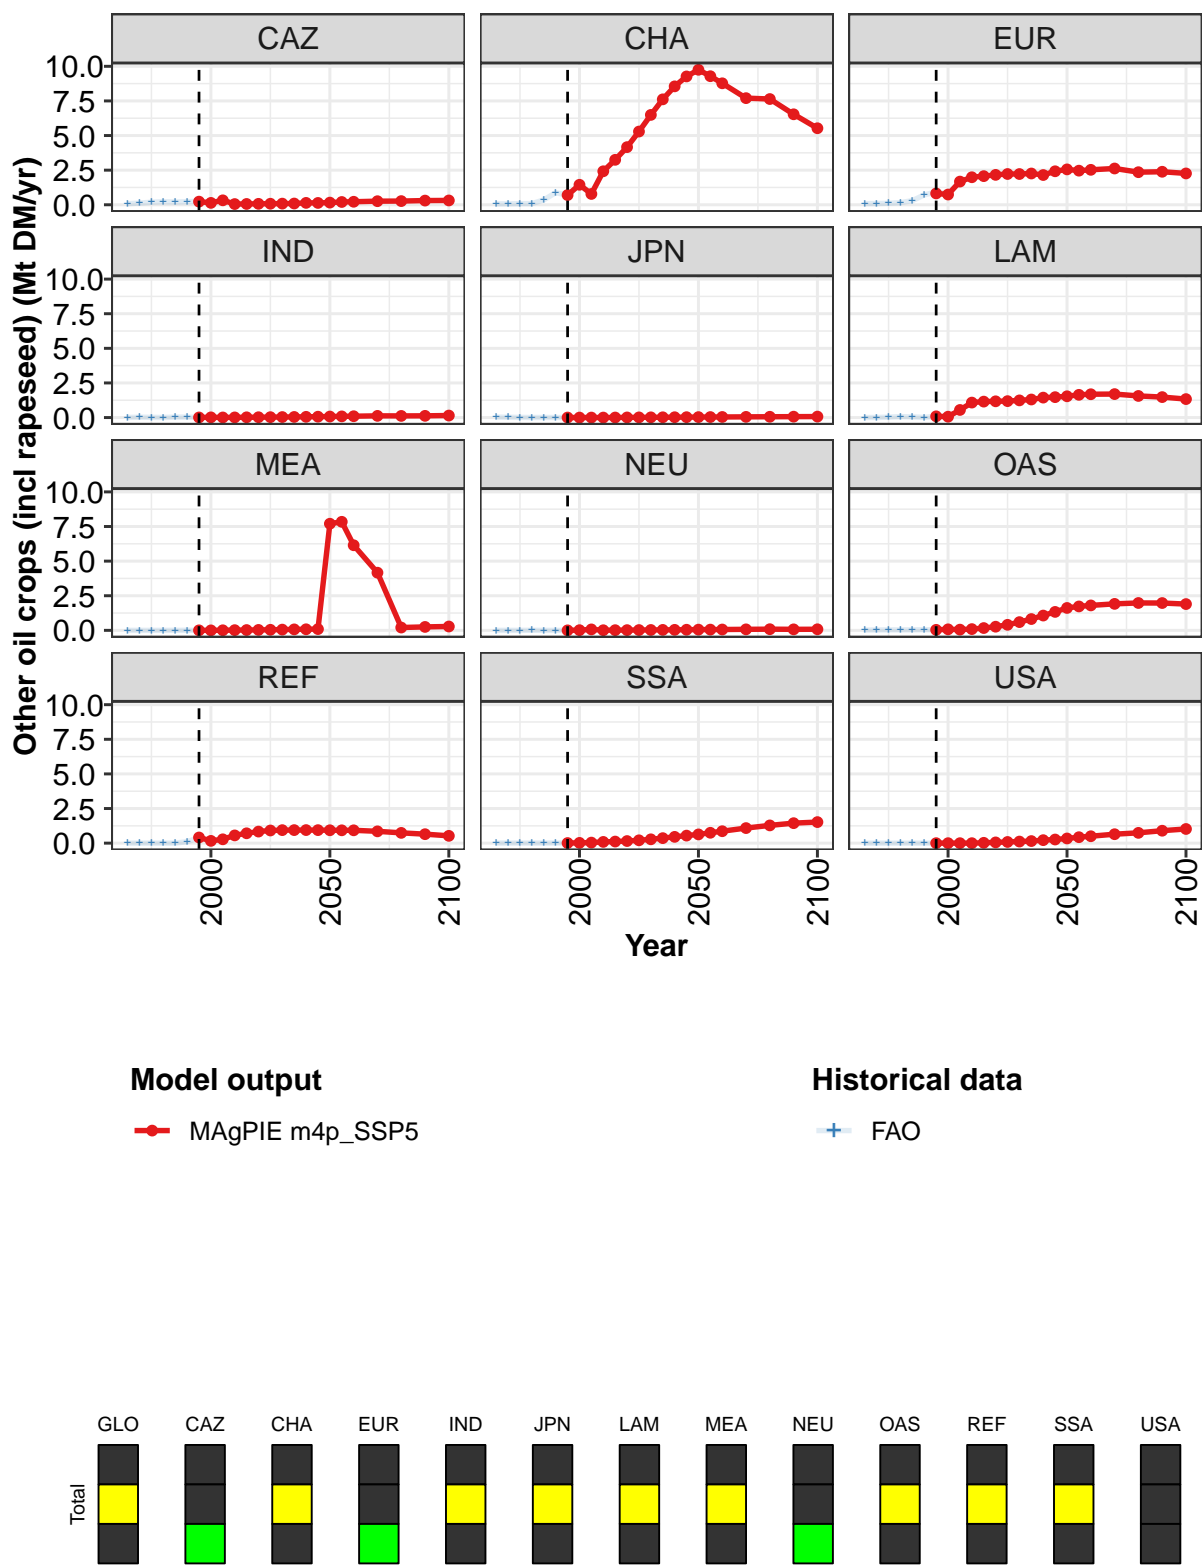 CAZ CHA EUR
10.0
7.5
5.0
2.5
0.0
IND JPN LAM
10.0
7.5
5.0
2.5
0.0
MEA NEU OAS
10.0
7.5
5.0
2.5
0.0
REF SSA USA
10.0
7.5
5.0
2.5
0.0
Other oil crops (incl rapeseed) (Mt DM/yr)
2000 2050 2100 2000 2050 2100 2000 2050 2100
Year
Model output Historical data
MAgPIE m4p_SSP5 FAO
GLO CAZ CHA EUR IND JPN LAM MEA NEU OAS REF SSA USA
Total